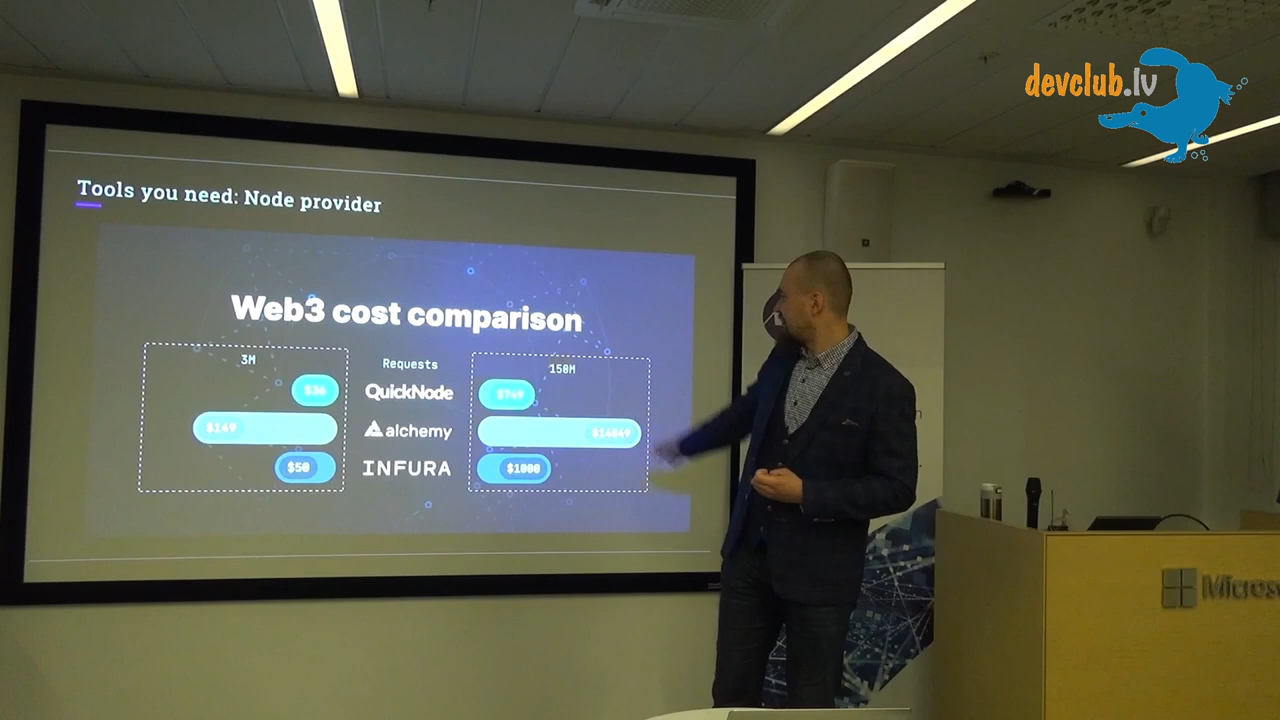 devclub.lv
Tools you need: Node provider
Web3 cost comparison
3M
Requests
150M
QuickNode
$149
alchemy
$14849
$50
INFURA
$1000
Micros